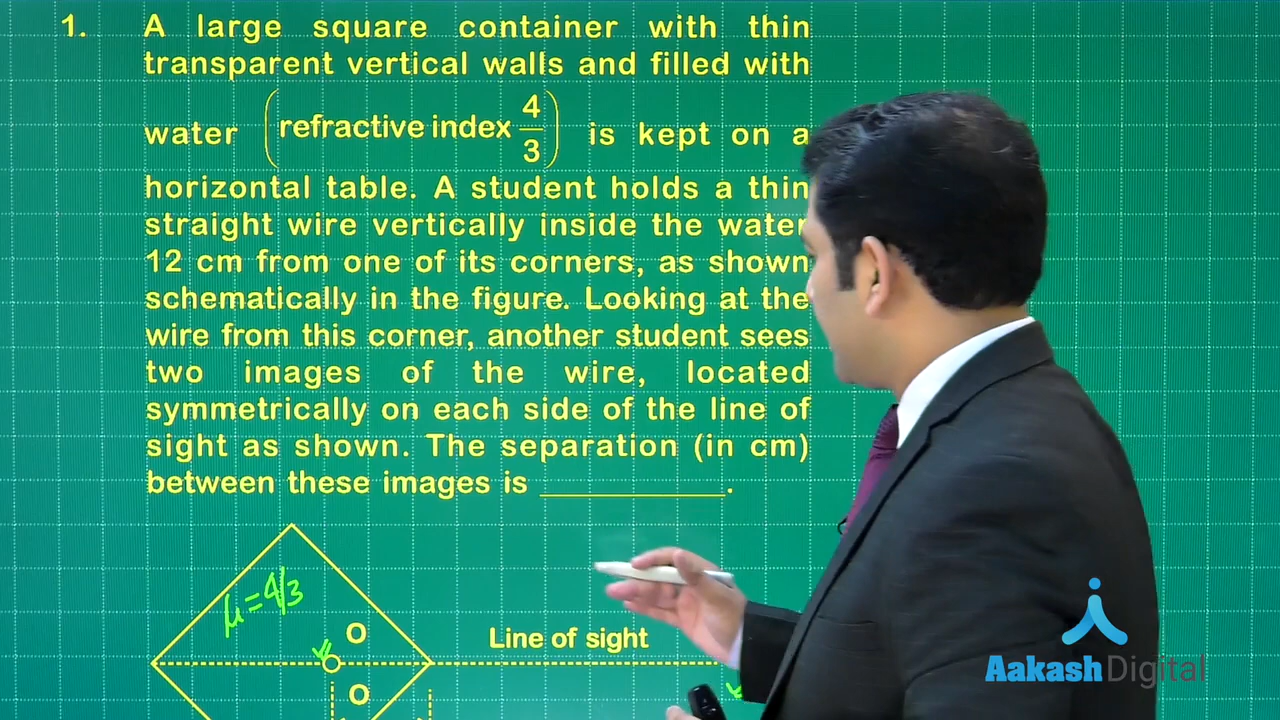 1. A large square container with thin
transparent vertical walls and filled with
water (refractive index 4/3) is kept on a
horizontal table. A student holds a thin
straight wire vertically inside the water
12 cm from one of its corners, as shown
schematically in the figure. Looking at the
wire from this corner, another student sees
two images of the wire, located
symmetrically on each side of the line of
sight as shown. The separation (in cm)
between these images is ____________.
μ = 4/3
O
Line of sight
O
Aakash Digital